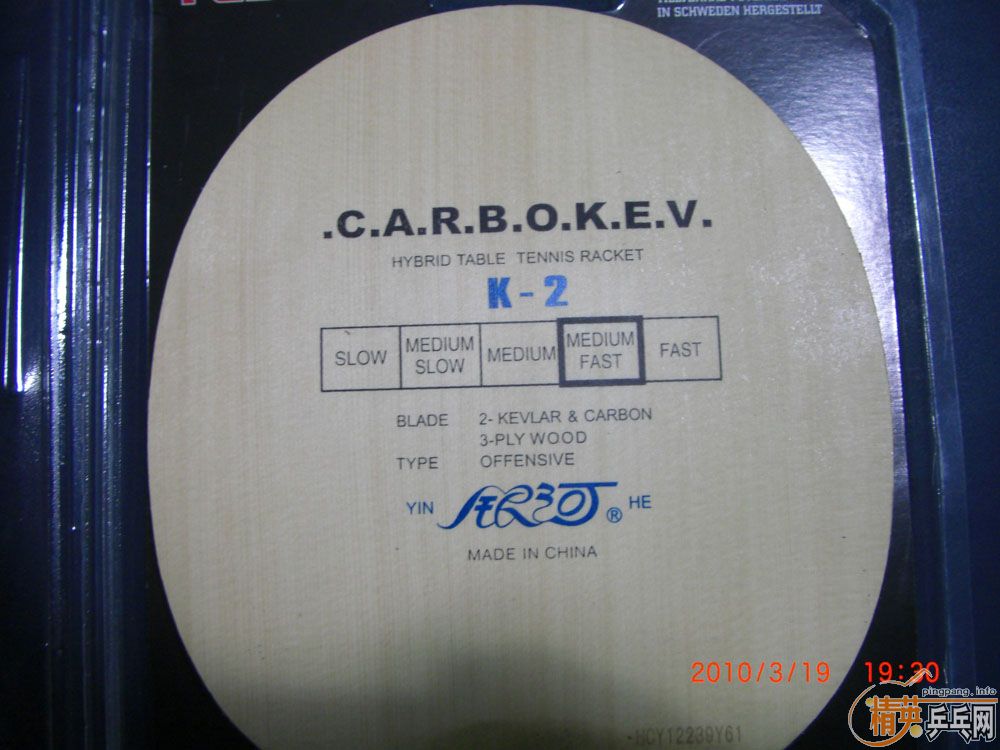 IN SCHWEDEN HERGESTELLT
.C.A.R.B.O.K.E.V.
HYBRID TABLE TENNIS RACKET
K-2
SLOW MEDIUM SLOW MEDIUM MEDIUM FAST FAST
BLADE 2- KEVLAR & CARBON
3-PLY WOOD
TYPE OFFENSIVE
YIN 银河® HE
MADE IN CHINA
2010/3/19 19:30
pingpang.info
精英乒乓网